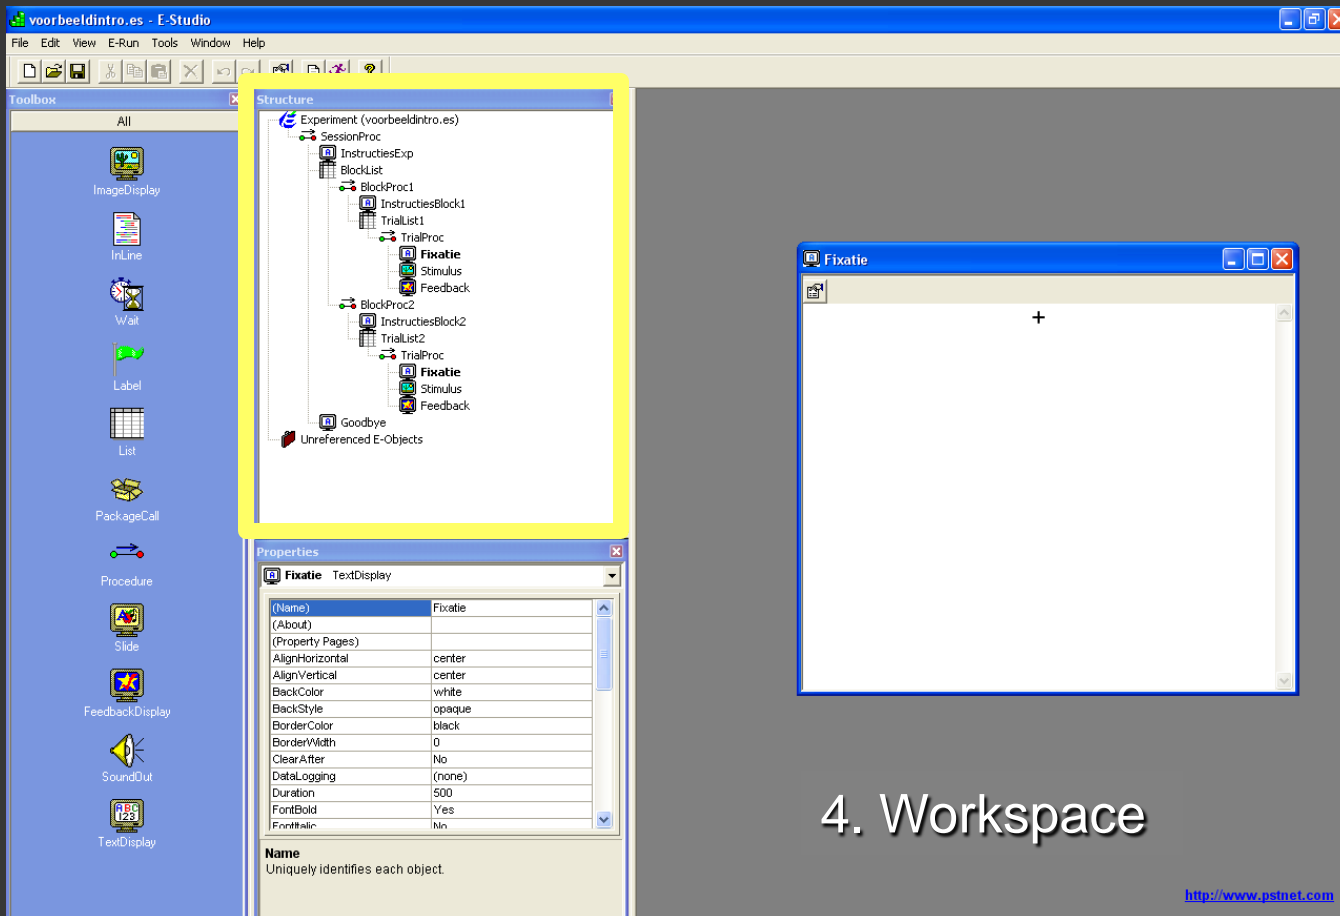 voorbeeldintro.es - E-Studio
File Edit View E-Run Tools Window Help
Toolbox
All
ImageDisplay
InLine
Wait
Label
List
PackageCall
Procedure
Slide
FeedbackDisplay
SoundOut
TextDisplay
Structure
Experiment (voorbeeldintro.es)
SessionProc
InstructiesExp
BlockList
BlockProc1
InstructiesBlock1
TrialList1
TrialProc
Fixatie
Stimulus
Feedback
BlockProc2
InstructiesBlock2
TrialList2
TrialProc
Fixatie
Stimulus
Feedback
Goodbye
Unreferenced E-Objects
Properties
Fixatie TextDisplay
(Name) Fixatie
(About)
(Property Pages)
AlignHorizontal center
AlignVertical center
BackColor white
BackStyle opaque
BorderColor black
BorderWidth 0
ClearAfter No
DataLogging (none)
Duration 500
FontBold Yes
FontItalic No
Name
Uniquely identifies each object.
Fixatie
+
4. Workspace
http://www.pstnet.com